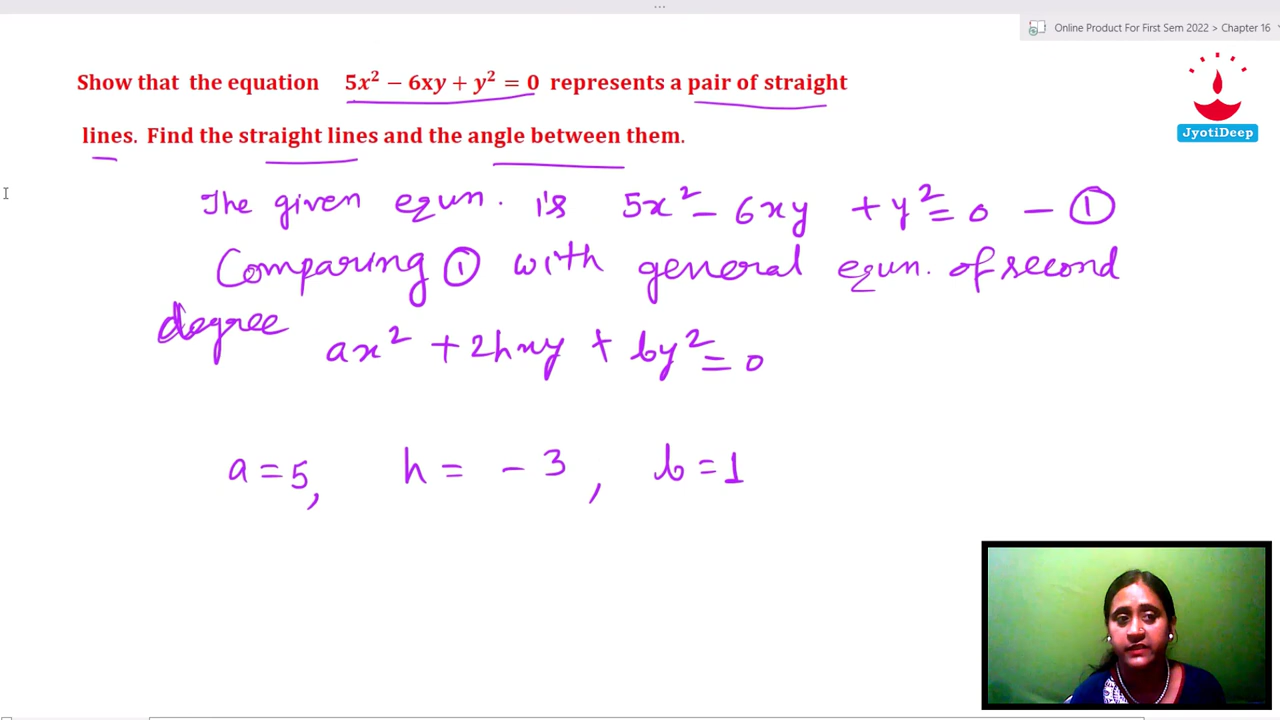 Online Product For First Sem 2022 > Chapter 16
Show that the equation 5x² − 6xy + y² = 0 represents a pair of straight
lines. Find the straight lines and the angle between them.
JyotiDeep
The given equn. is 5x² − 6xy + y² = 0 — ①
Comparing ① with general equn. of second
degree
ax² + 2hxy + by² = 0
a = 5, h = − 3, b = 1